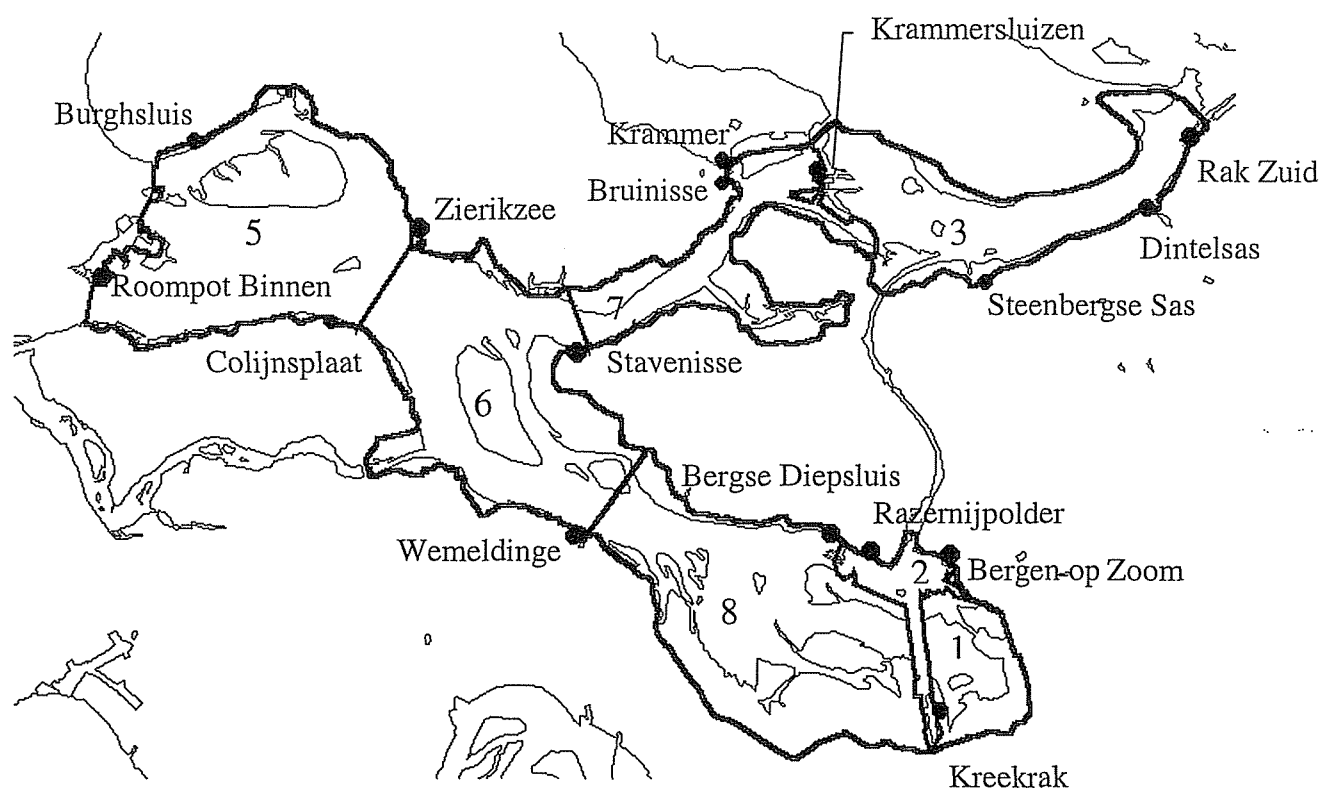 Krammersluizen
Burghsluis
Krammer
Bruinisse
Rak Zuid
Zierikzee
5
3
Dintelsas
Roompot Binnen
7
Steenbergse Sas
Colijnsplaat
Stavenisse
6
Bergse Diepsluis
Razernijpolder
Wemeldinge
2
Bergen op Zoom
8
1
Kreekrak